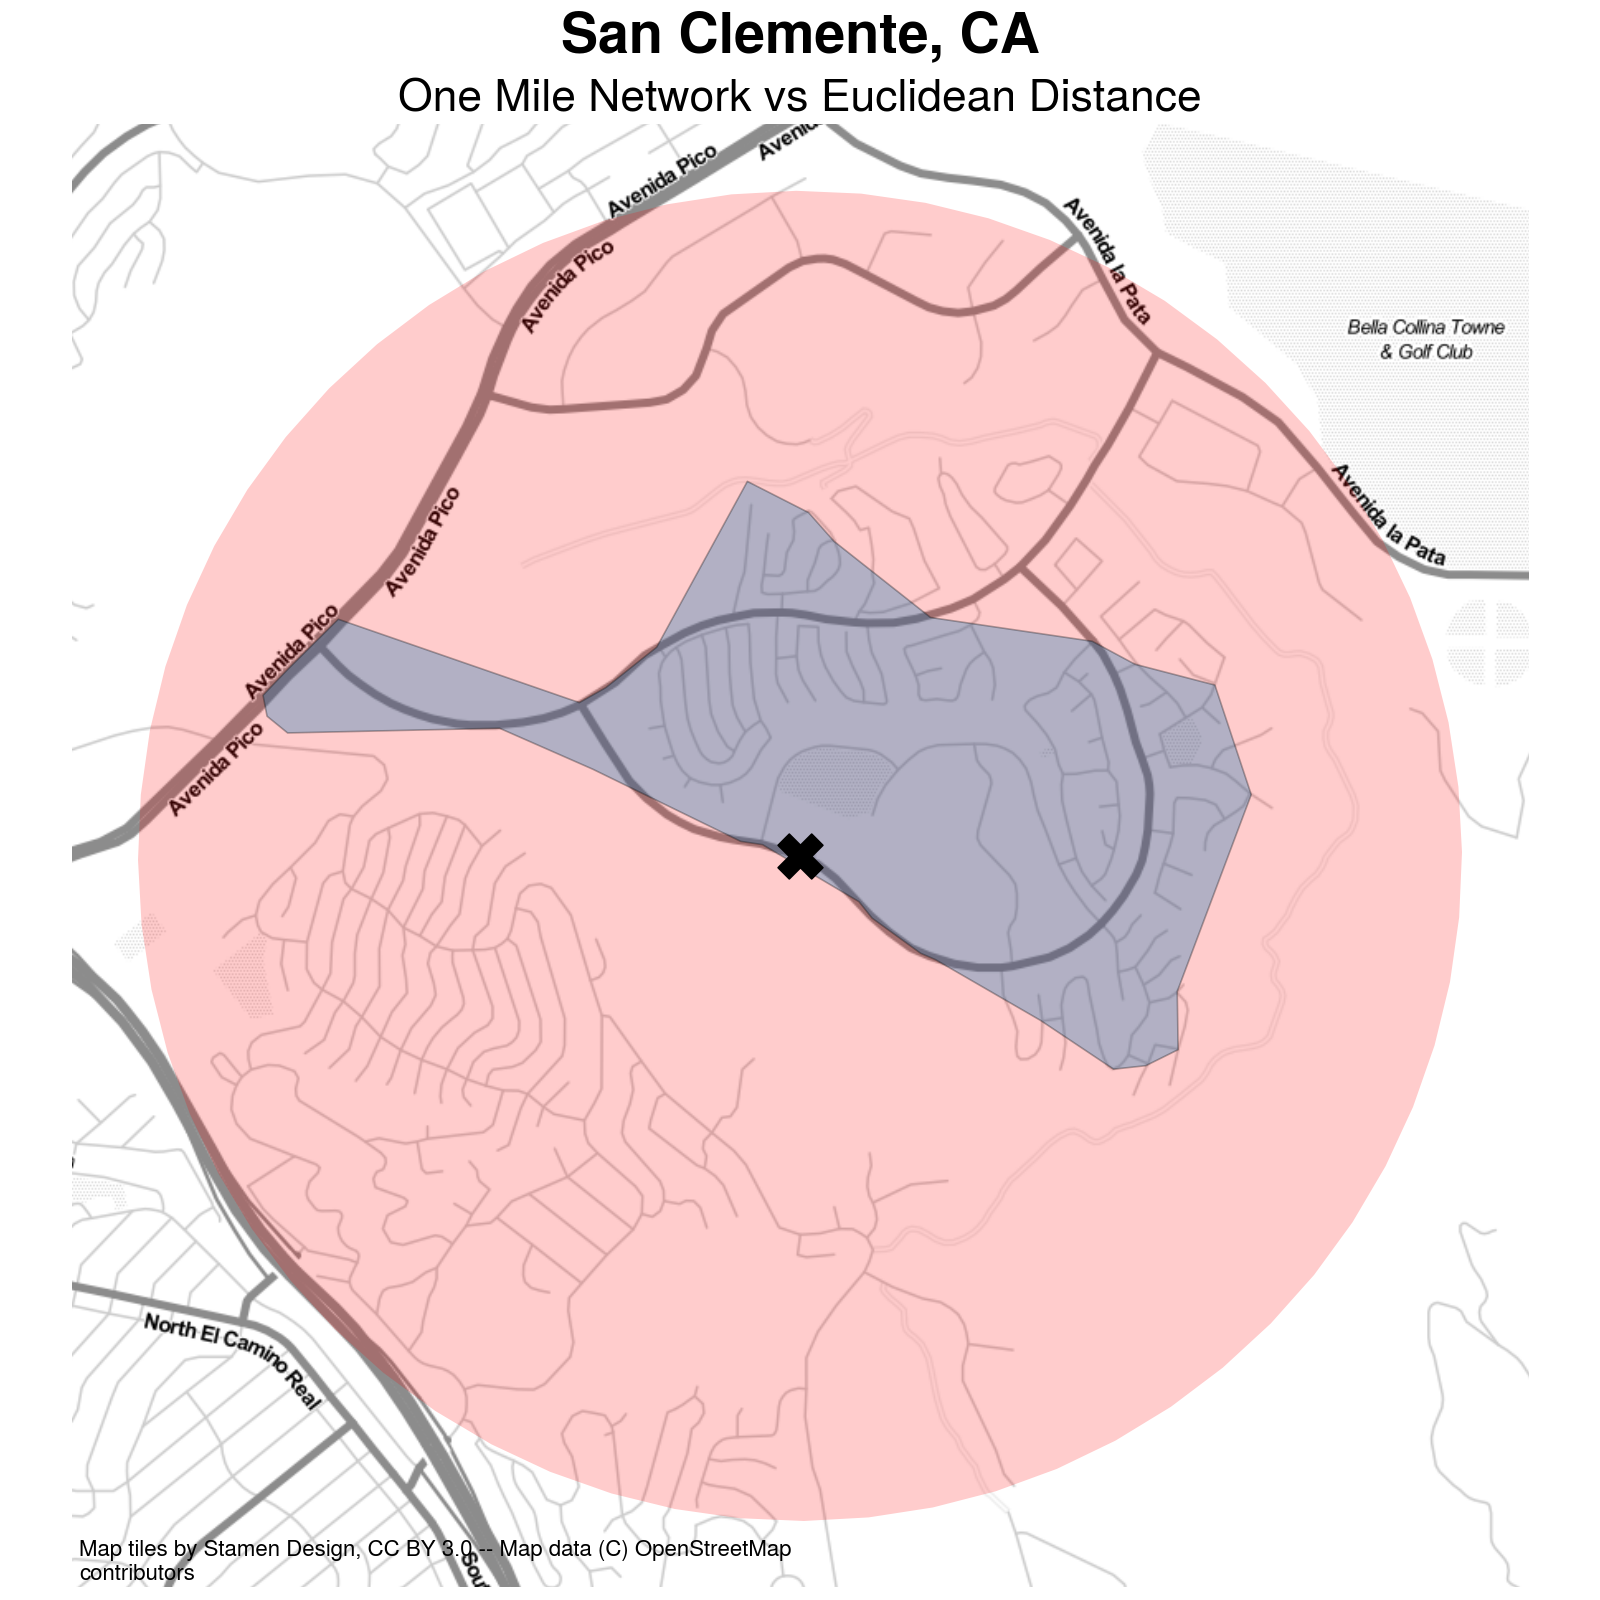 San Clemente, CA
One Mile Network vs Euclidean Distance
Avenida Pico
Avenida Pico
Avenida la Pata
Bella Collina Towne
& Golf Club
Avenida Pico
Avenida la Pata
Avenida Pico
Avenida Pico
North El Camino Real
Map tiles by Stamen Design, CC BY 3.0 -- Map data (C) OpenStreetMap
contributors